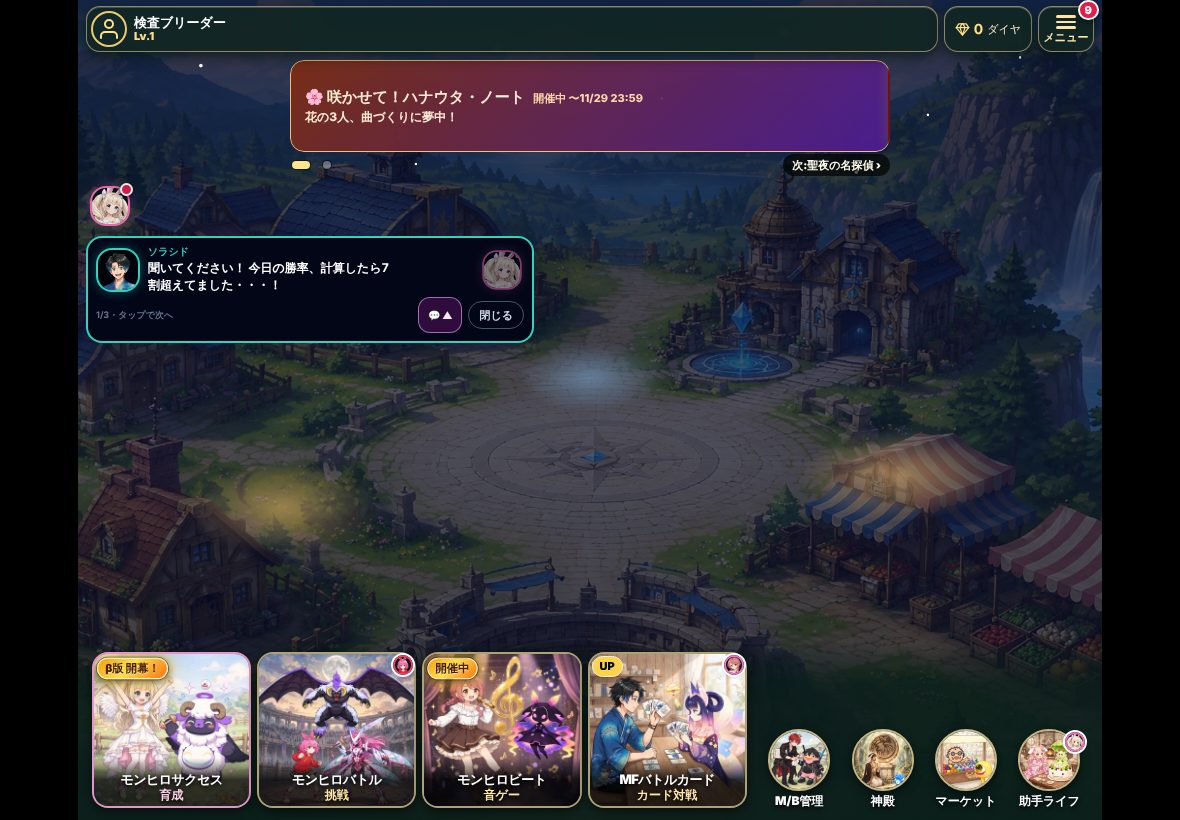 検査ブリーダー
Lv.1
0 ダイヤ
9
メニュー
🌸 咲かせて！ハナウタ・ノート 開催中 〜11/29 23:59
花の3人、曲づくりに夢中！
次:聖夜の名探偵 ›
ソラシド
聞いてください！ 今日の勝率、計算したら7
割超えてました・・・！
1/3・タップで次へ
💬▲
閉じる
β版 開幕！
モンヒロサクセス
育成
モンヒロバトル
挑戦
開催中
モンヒロビート
音ゲー
UP
MFバトルカード
カード対戦
M/B管理
神殿
マーケット
助手ライフ